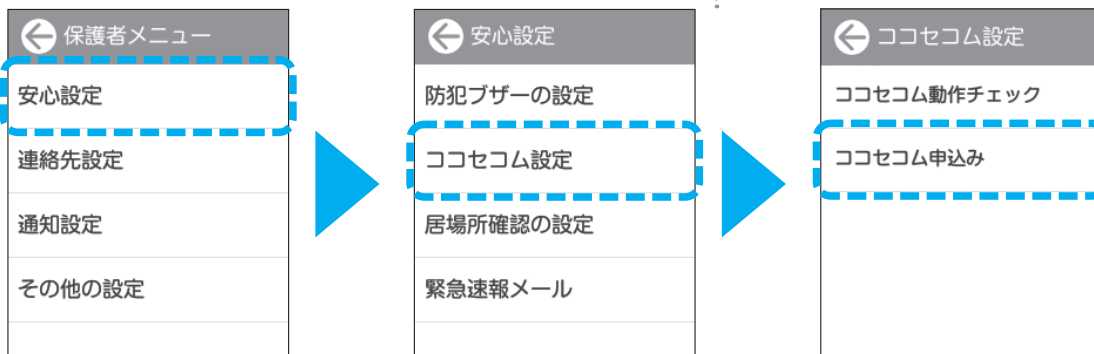 保護者メニュー
安心設定
連絡先設定
通知設定
その他の設定
安心設定
防犯ブザーの設定
ココセコム設定
居場所確認の設定
緊急速報メール
ココセコム設定
ココセコム動作チェック
ココセコム申込み